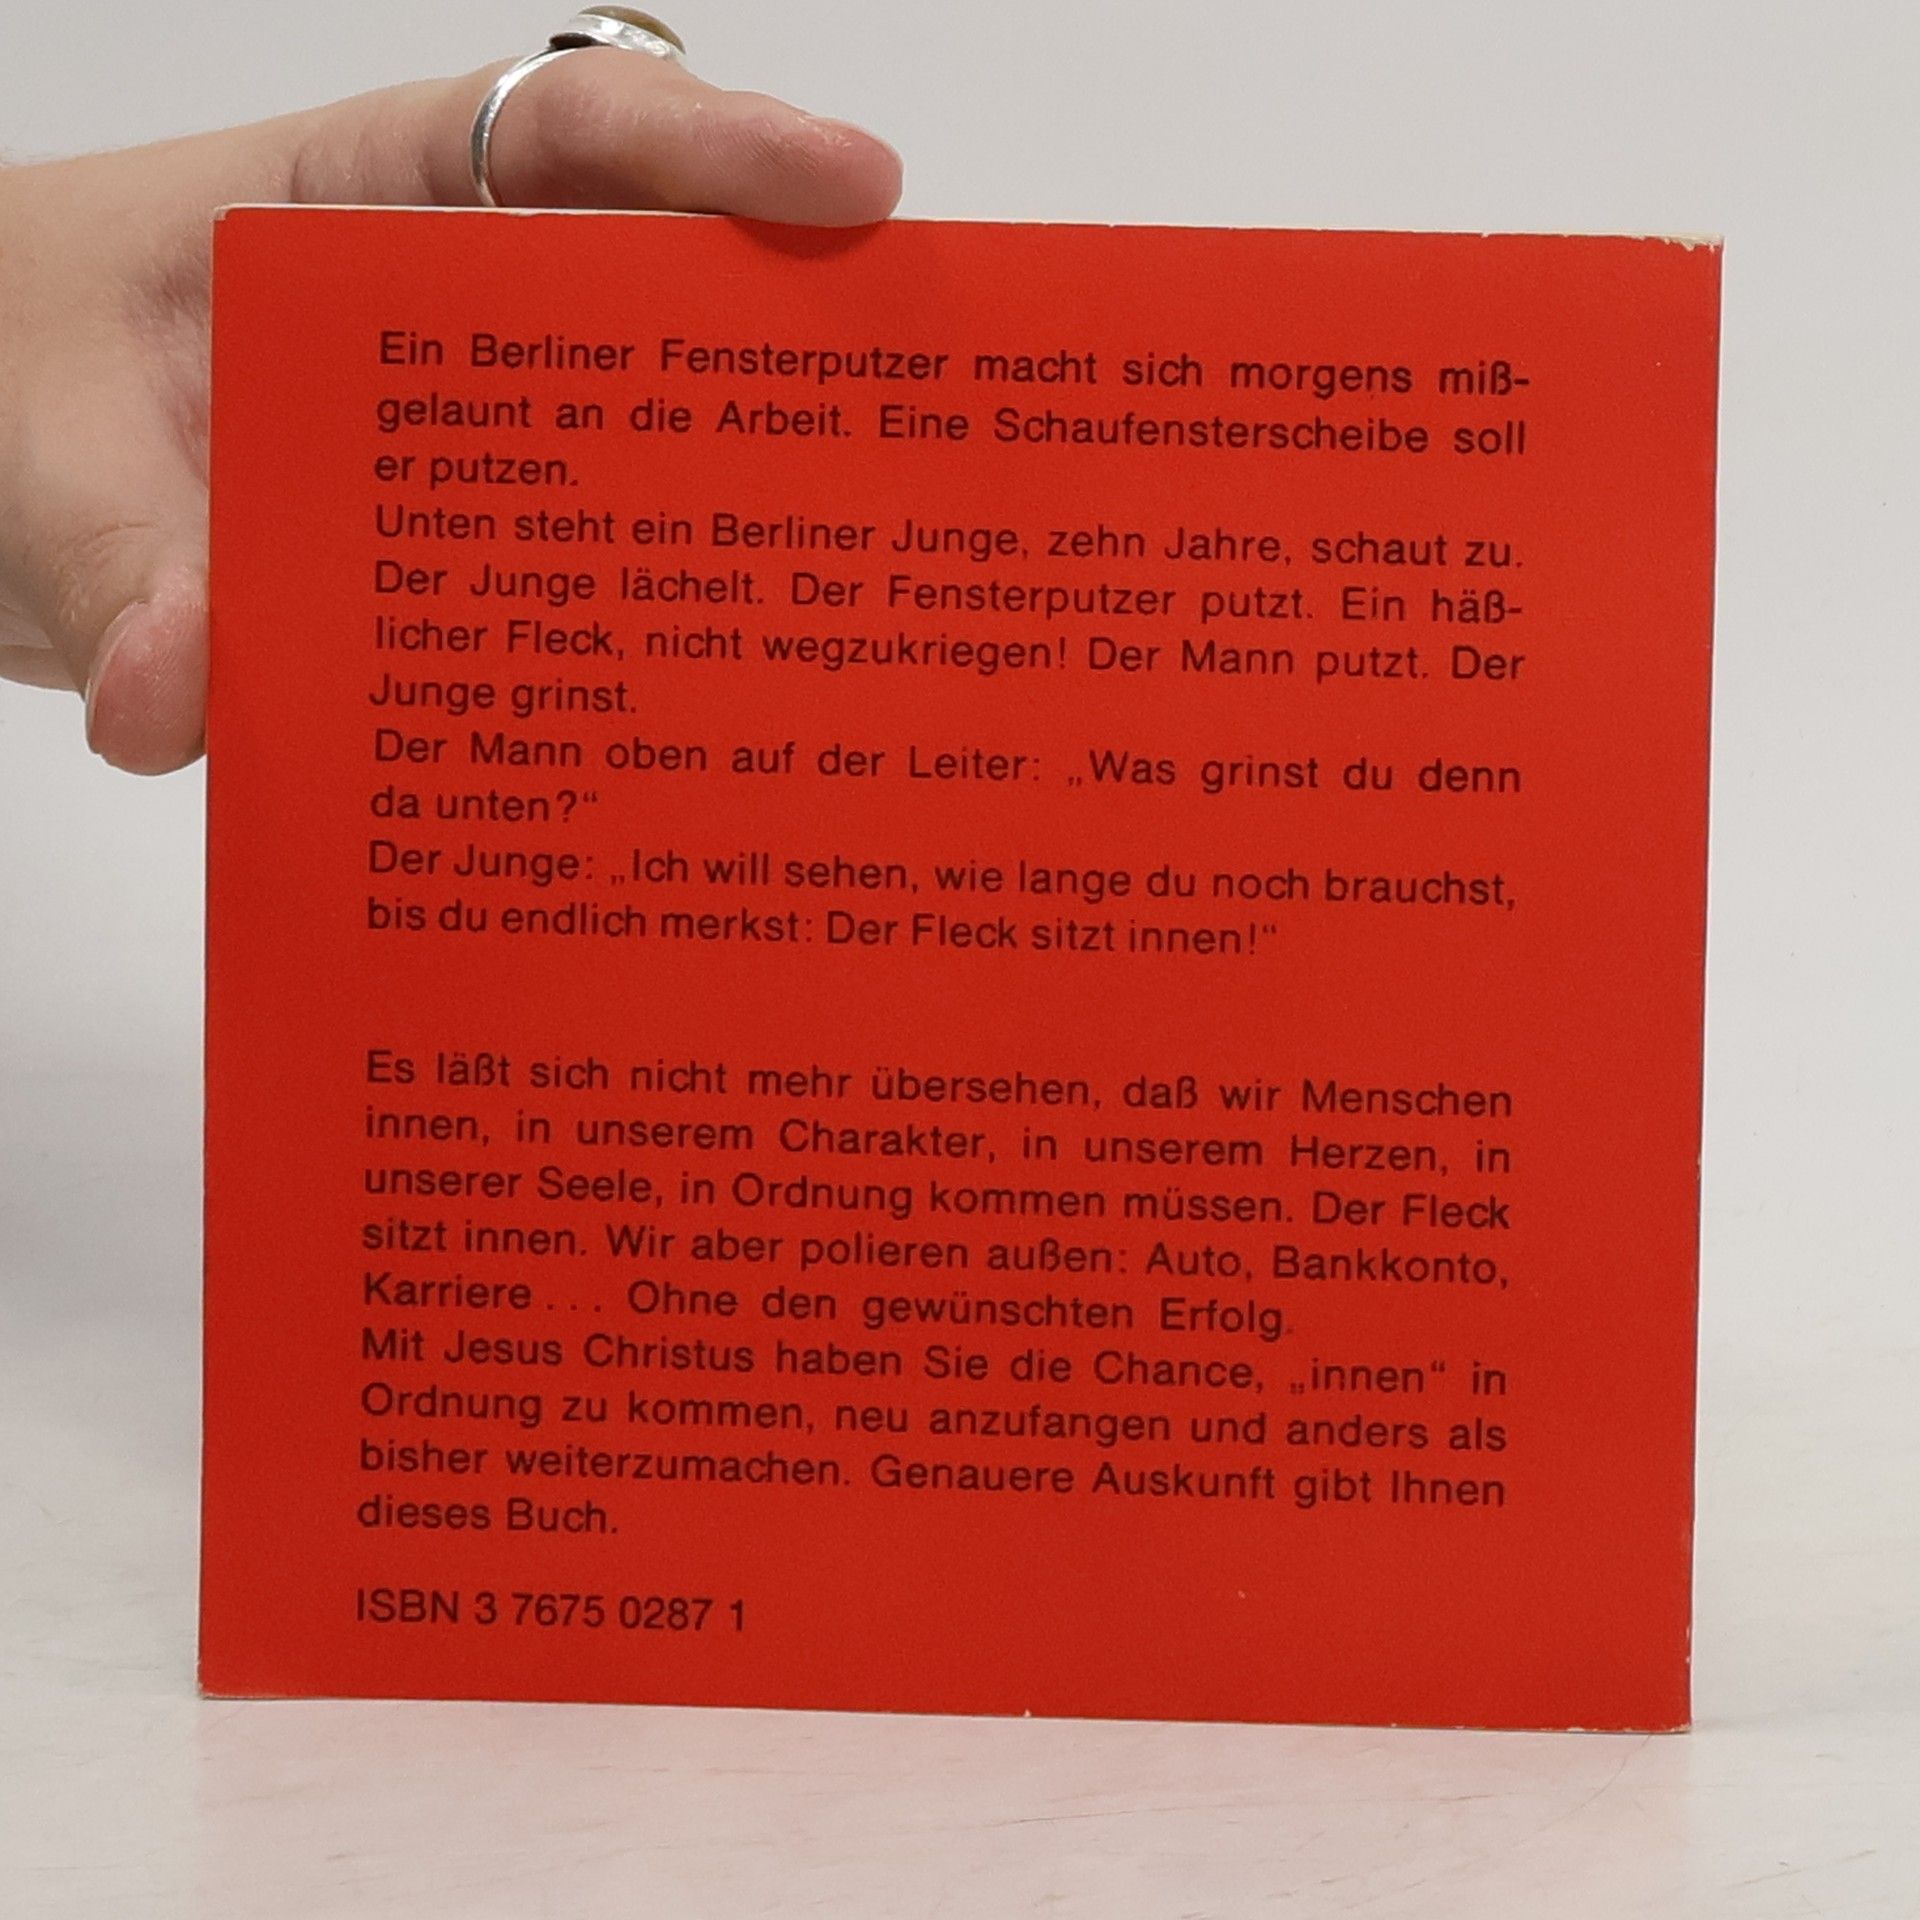 Ein Berliner Fensterputzer macht sich morgens miß-
gelaunt an die Arbeit. Eine Schaufensterscheibe soll
er putzen.
Unten steht ein Berliner Junge, zehn Jahre, schaut zu.
Der Junge lächelt. Der Fensterputzer putzt. Ein häß-
licher Fleck, nicht wegzukriegen! Der Mann putzt. Der
Junge grinst.
Der Mann oben auf der Leiter: „Was grinst du denn
da unten?“
Der Junge: „Ich will sehen, wie lange du noch brauchst,
bis du endlich merkst: Der Fleck sitzt innen!“
Es läßt sich nicht mehr übersehen, daß wir Menschen
innen, in unserem Charakter, in unserem Herzen, in
unserer Seele, in Ordnung kommen müssen. Der Fleck
sitzt innen. Wir aber polieren außen: Auto, Bankkonto,
Karriere . . . Ohne den gewünschten Erfolg.
Mit Jesus Christus haben Sie die Chance, „innen“ in
Ordnung zu kommen, neu anzufangen und anders als
bisher weiterzumachen. Genauere Auskunft gibt Ihnen
dieses Buch.
ISBN 3 7675 0287 1